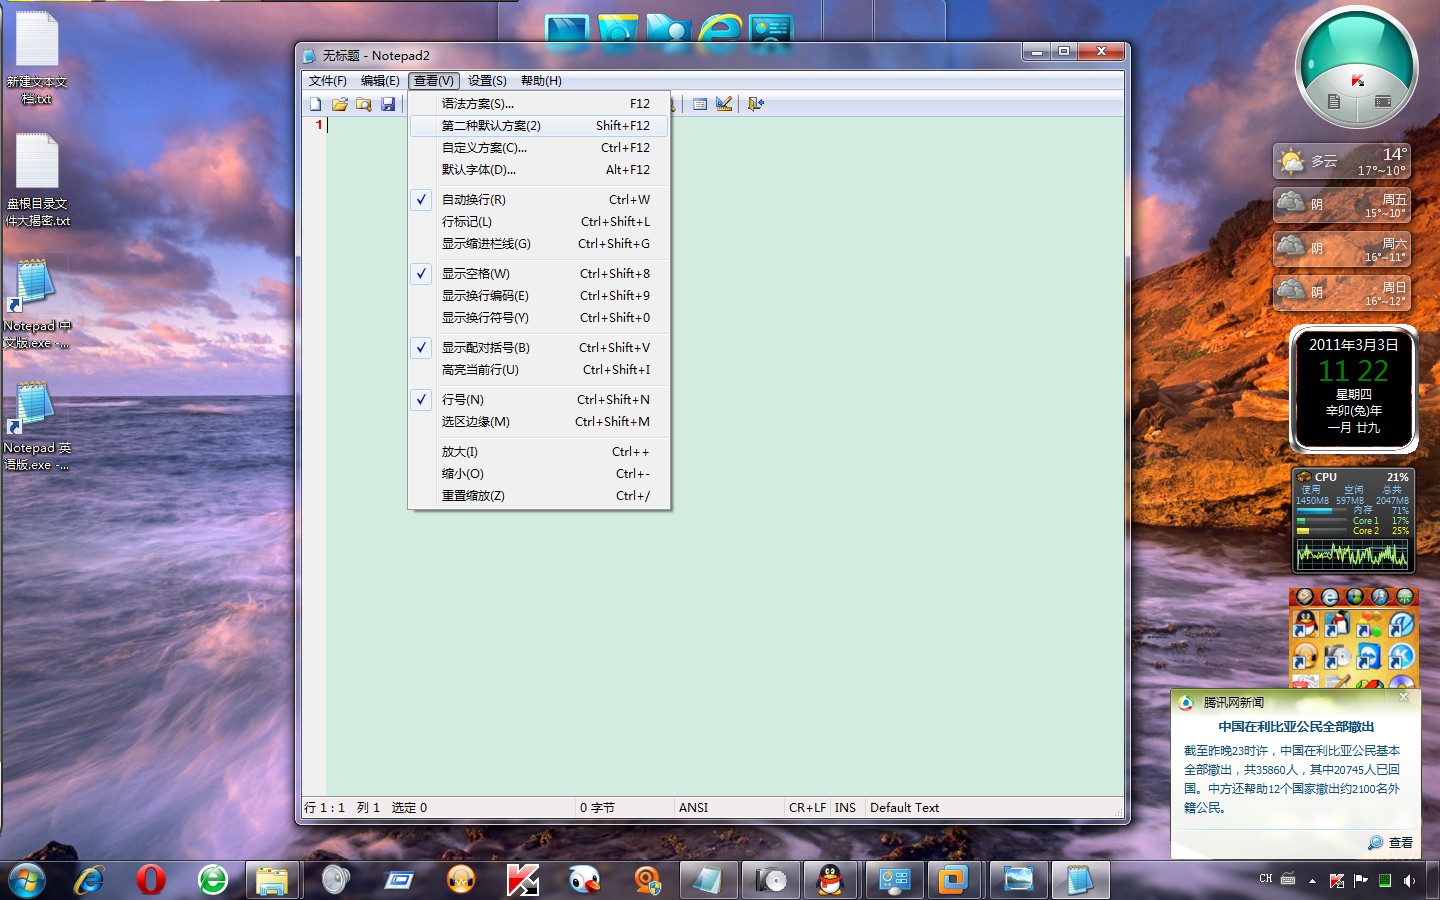 新建文本文
档.txt
盘根目录文
件大揭密.txt
Notepad 中
文版.exe -...
Notepad 英
语版.exe -...
无标题 - Notepad2
文件(F) 编辑(E) 查看(V) 设置(S) 帮助(H)
语法方案(S)... F12
第二种默认方案(2) Shift+F12
自定义方案(C)... Ctrl+F12
默认字体(D)... Alt+F12
自动换行(R) Ctrl+W
行标记(L) Ctrl+Shift+L
显示缩进栏线(G) Ctrl+Shift+G
显示空格(W) Ctrl+Shift+8
显示换行编码(E) Ctrl+Shift+9
显示换行符号(Y) Ctrl+Shift+0
显示配对括号(B) Ctrl+Shift+V
高亮当前行(U) Ctrl+Shift+I
行号(N) Ctrl+Shift+N
选区边缘(M) Ctrl+Shift+M
放大(I) Ctrl++
缩小(O) Ctrl+-
重置缩放(Z) Ctrl+/
1
行 1 : 1 列 1 选定 0 0 字节 ANSI CR+LF INS Default Text
多云 14°
17°~10°
阴 周五
15°~10°
阴 周六
16°~11°
阴 周日
16°~12°
2011年3月3日
11 22
星期四
辛卯(兔)年
一月 廿九
CPU 21%
使用 空闲 总共
1450MB 597MB 2047MB
内存 71%
Core 1 17%
Core 2 25%
腾讯网新闻
中国在利比亚公民全部撤出
截至昨晚23时许，中国在利比亚公民基本
全部撤出，共35860人，其中20745人已回
国。中方还帮助12个国家撤出约2100名外
籍公民。
查看
CH